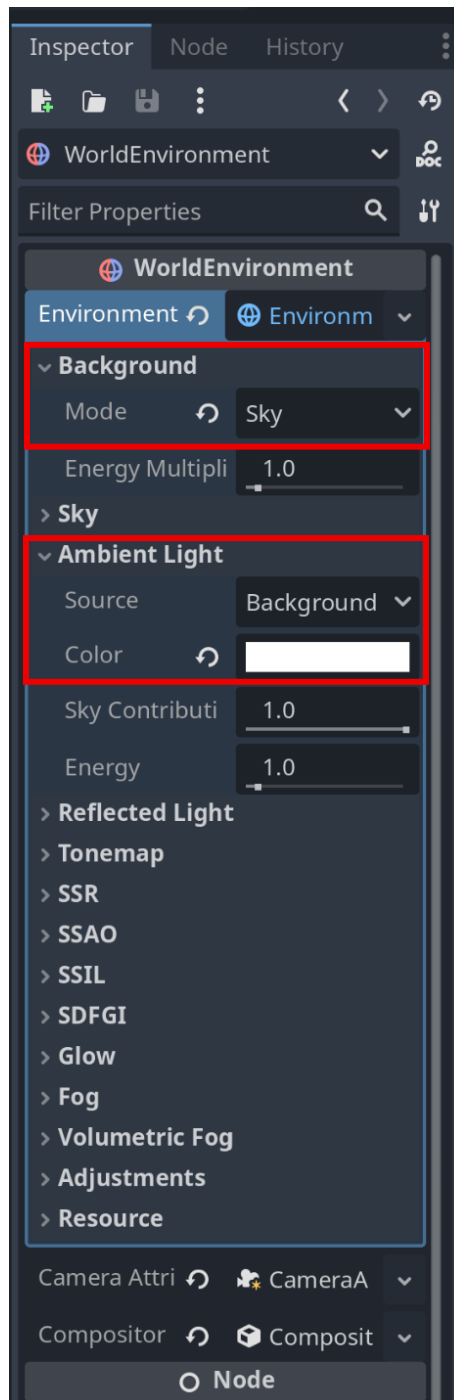 Inspector Node History
WorldEnvironment
DOC
Filter Properties
WorldEnvironment
Environment Environm
Background
Mode Sky
Energy Multipli 1.0
Sky
Ambient Light
Source Background
Color
Sky Contributi 1.0
Energy 1.0
Reflected Light
Tonemap
SSR
SSAO
SSIL
SDFGI
Glow
Fog
Volumetric Fog
Adjustments
Resource
Camera Attri CameraA
Compositor Composit
Node